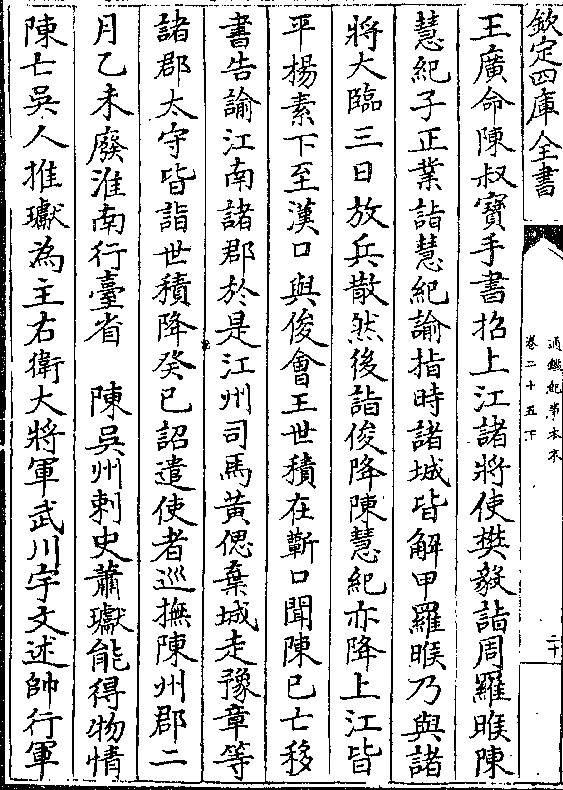 欽定四庫全書
通鑑紀事本末
卷二十五下
二十
王廣命陳叔寶手書招上江諸將使樊毅詣周羅睺陳
慧紀子正業詣慧紀諭指時諸城皆解甲羅睺乃與諸
將大臨三日放兵散然後詣俊降陳慧紀亦降上江皆
平楊素下至漢口與俊會王世積在蘄口聞陳已亡移
書告諭江南諸郡於是江州司馬黃偲棄城走豫章等
諸郡太守皆詣世積降癸巳詔遣使者巡撫陳州郡二
月乙未廢淮南行臺省　陳吳州刺史蕭瓛能得物情
陳亡吳人推瓛為主右衛大將軍武川宇文述帥行軍